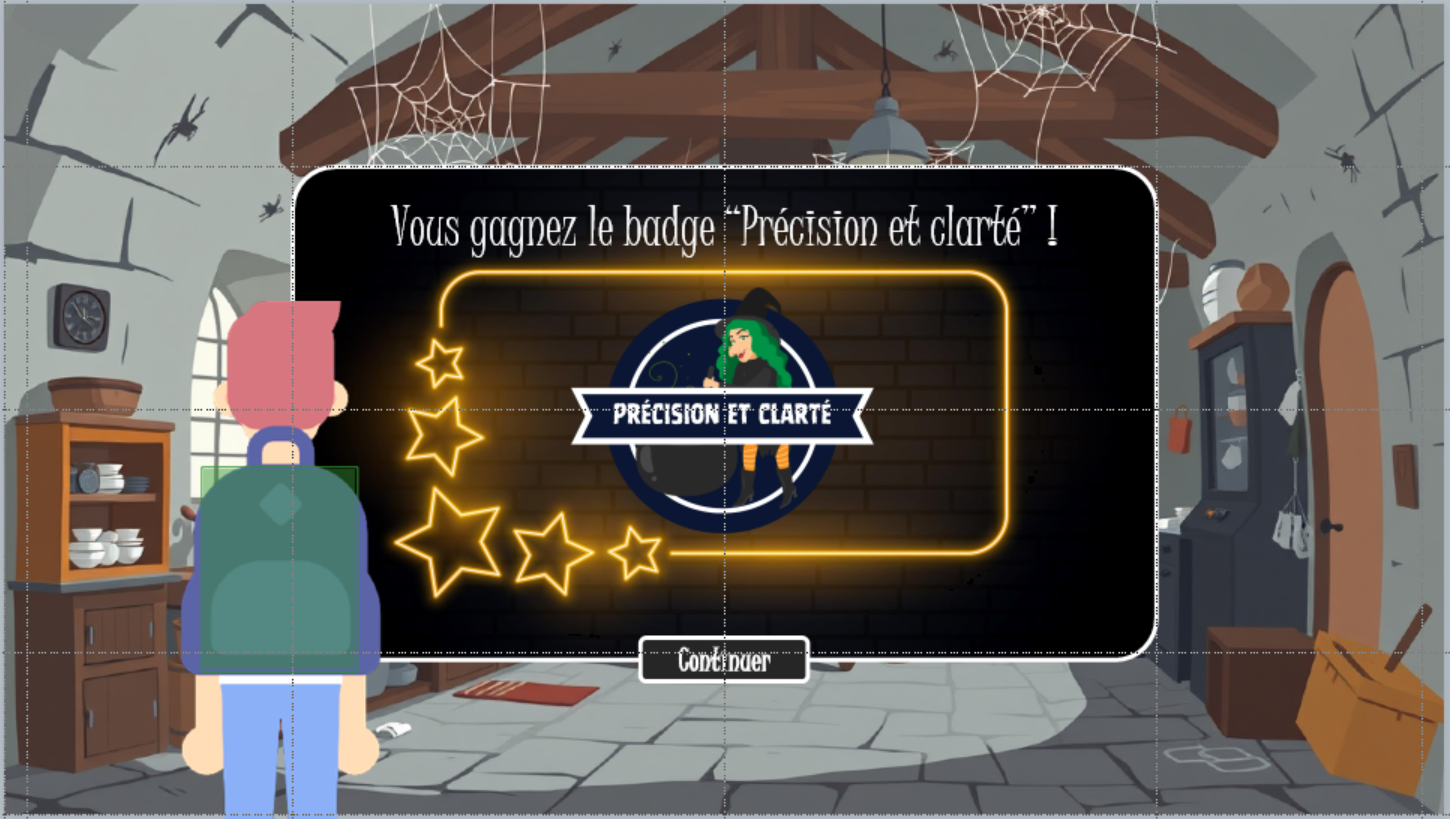 Vous gagnez le badge “Précision et clarté” !
PRÉCISION ET CLARTÉ
Continuer